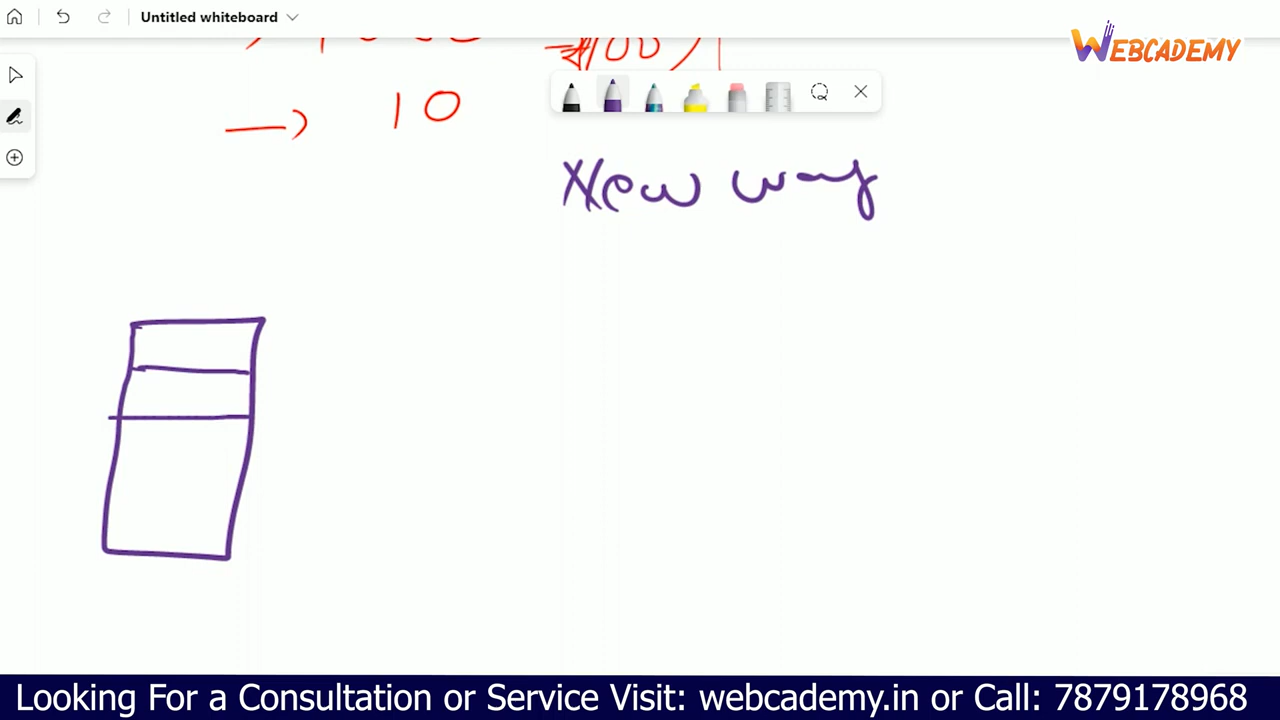 Untitled whiteboard
WEBCADEMY
→ 10
New way
Looking For a Consultation or Service Visit: webcademy.in or Call: 7879178968